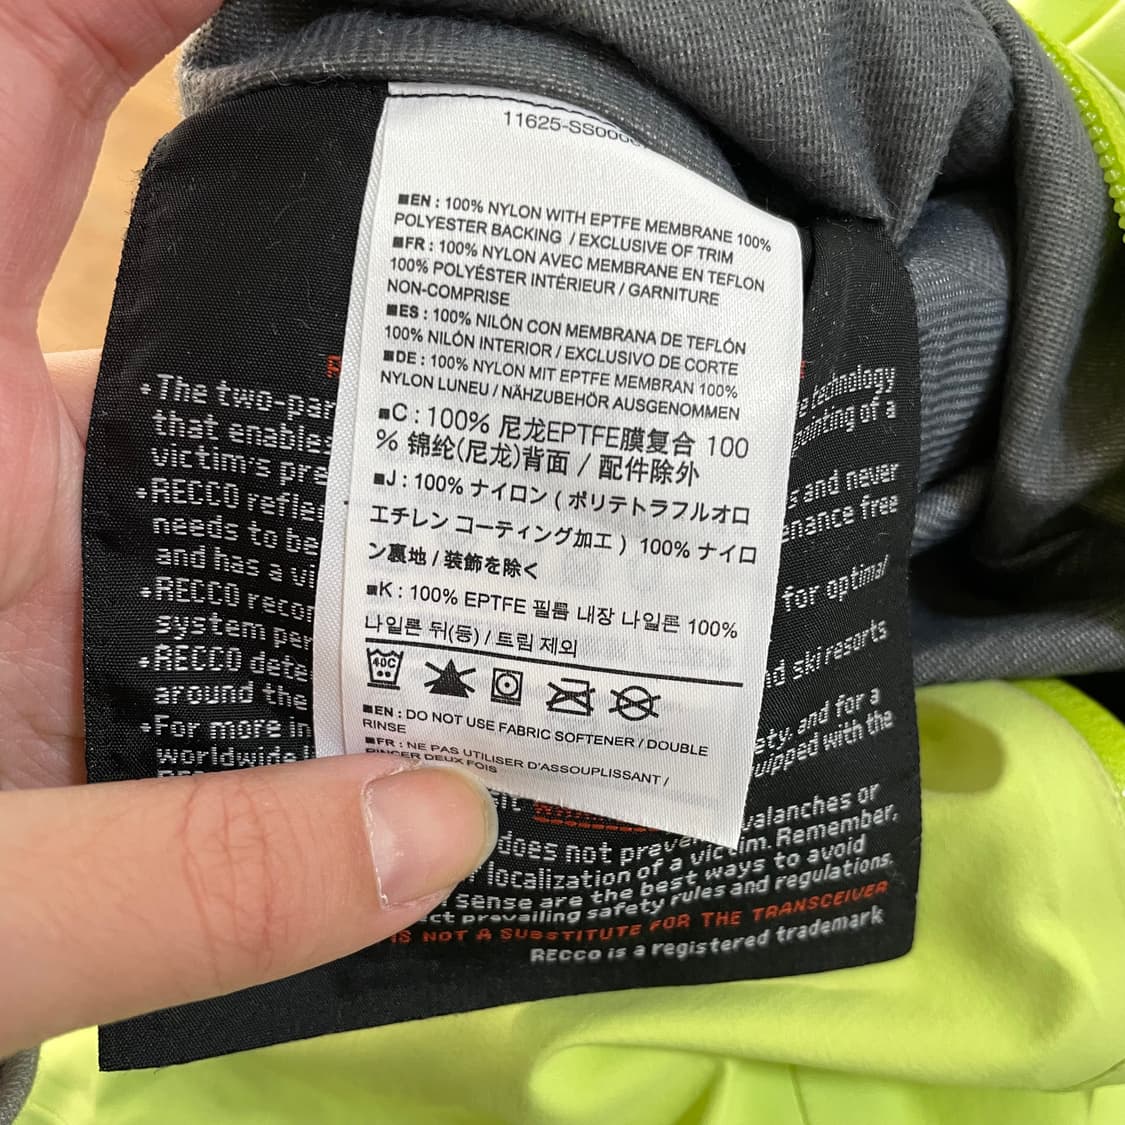 11625-SS000
■EN : 100% NYLON WITH EPTFE MEMBRANE 100%
POLYESTER BACKING / EXCLUSIVE OF TRIM
■FR : 100% NYLON AVEC MEMBRANE EN TEFLON
100% POLYÉSTER INTÉRIEUR / GARNITURE
NON-COMPRISE
■ES : 100% NILÓN CON MEMBRANA DE TEFLÓN
100% NILÓN INTERIOR / EXCLUSIVO DE CORTE
■DE : 100% NYLON MIT EPTFE MEMBRAN 100%
NYLON LUNEU / NÄHZUBEHÖR AUSGENOMMEN
■C : 100% 尼龙EPTFE膜复合 100
% 锦纶(尼龙)背面 / 配件除外
■J : 100% ナイロン ( ポリテトラフルオロ
エチレン コーティング加工 ) 100% ナイロ
ン裏地 / 装飾を除く
■K : 100% EPTFE 필름 내장 나일론 100%
나일론 뒤(등) / 트림 제외
40C
■EN : DO NOT USE FABRIC SOFTENER / DOUBLE
RINSE
■FR : NE PAS UTILISER D'ASSOUPLISSANT /
RINCER DEUX FOIS
•The two-par
that enables
victim's pre
•RECCO reflec
needs to be
and has a vi
•RECCO recom
system per
•RECCO dete
around the
•For more in
worldwide
technology
pointing of a
s and never
enance free
for optimal
nd ski resorts
ety, and for a
uipped with the
valanches or
does not prevent victim. Remember,
localization of a victim. Remember,
sense are the best ways to avoid
ct prevailing safety rules and regulations.
IS NOT A SUBSTITUTE FOR THE TRANSCEIVER
RECCO is a registered trademark